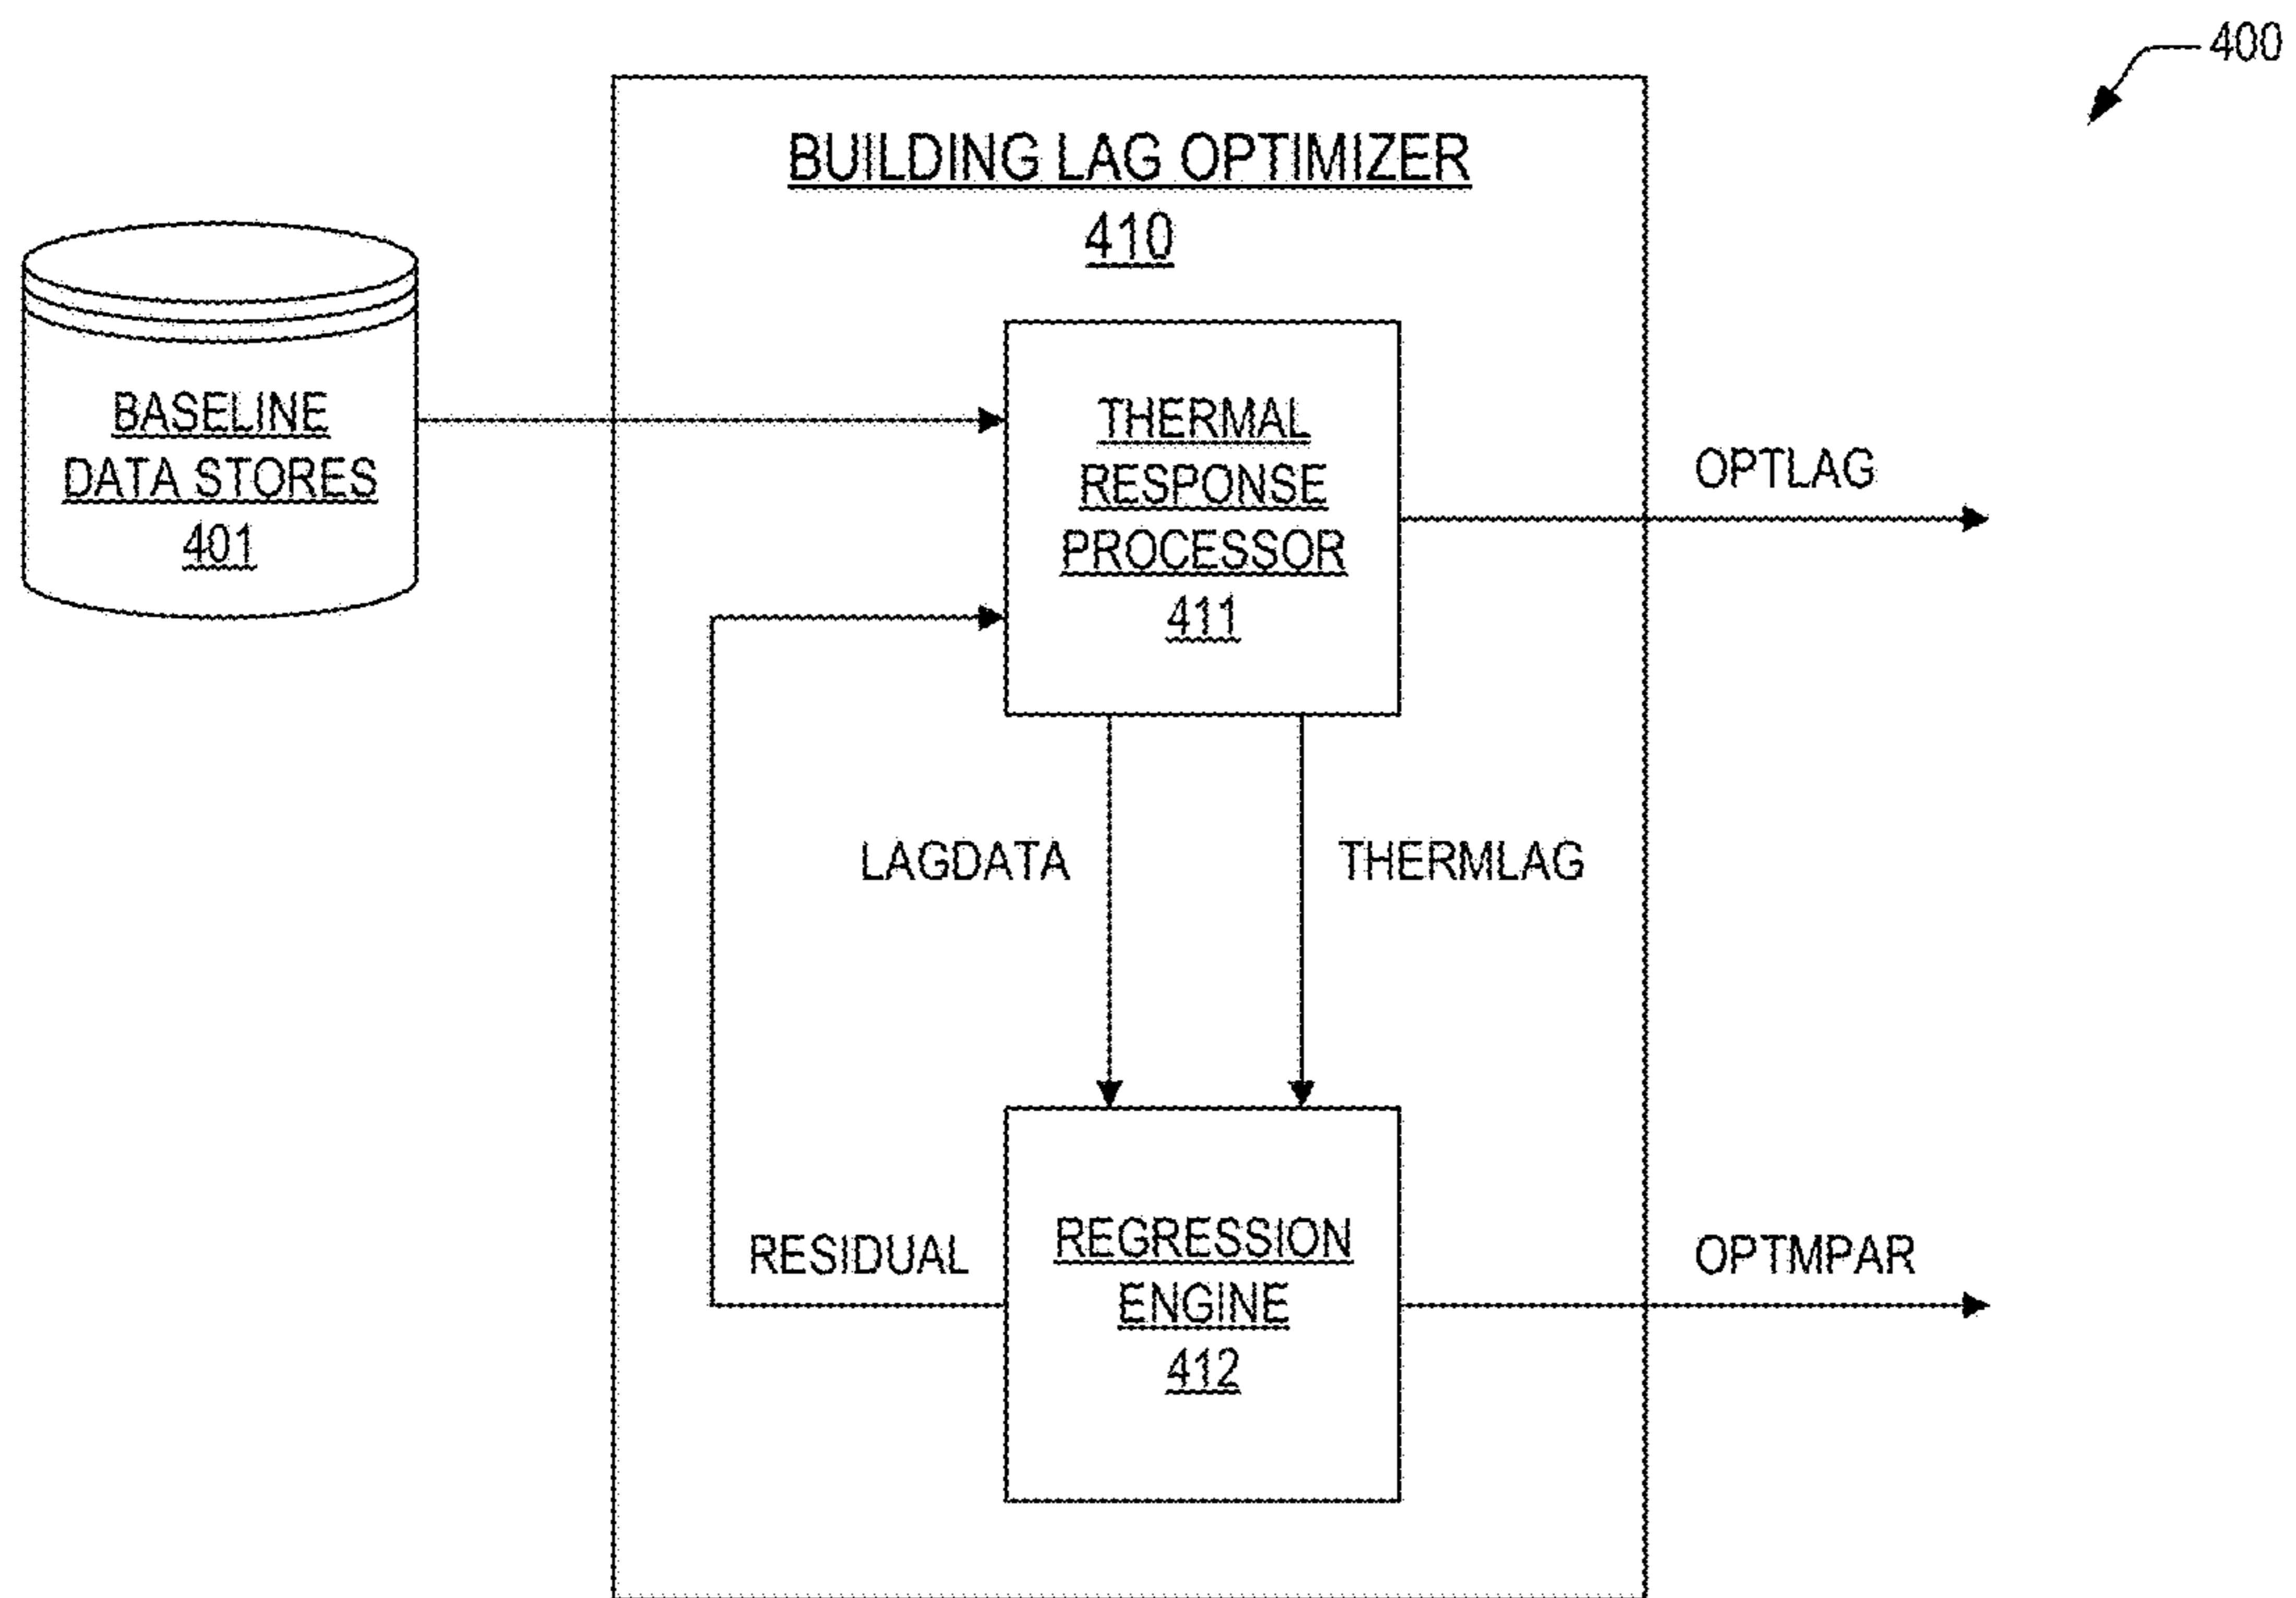 400
BUILDING LAG OPTIMIZER
410
BASELINE
DATA STORES
401
THERMAL
RESPONSE
PROCESSOR
411
OPTLAG
LAGDATA
THERMLAG
RESIDUAL
REGRESSION
ENGINE
412
OPTMPAR